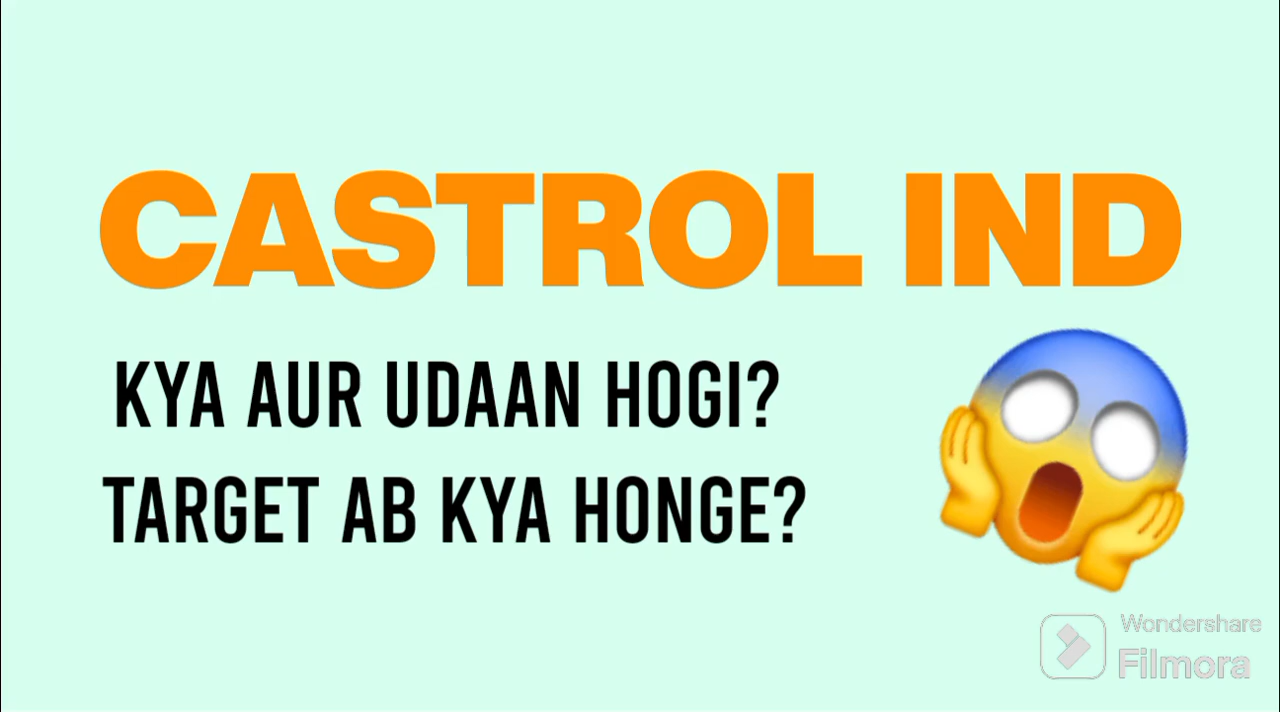 CASTROL IND
KYA AUR UDAAN HOGI?
TARGET AB KYA HONGE?
Wondershare
Filmora